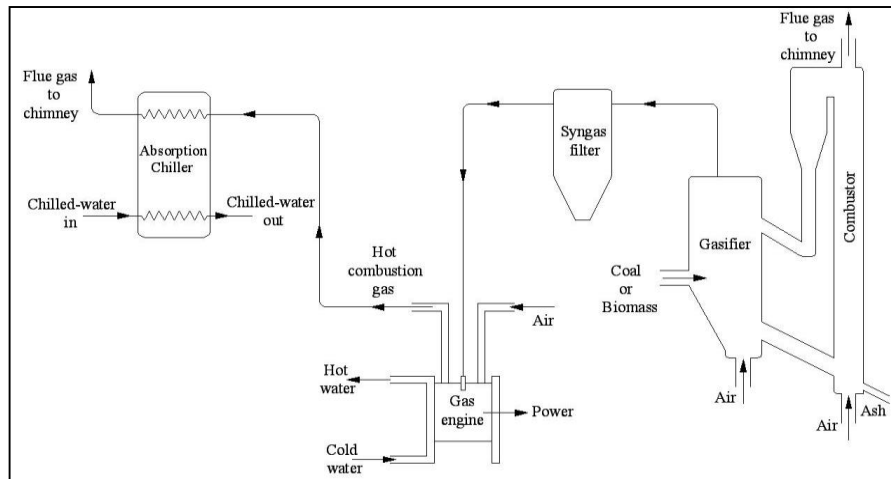 Flue gas
to
chimney
Flue gas
to
chimney
Absorption
Chiller
Syngas
filter
Combustor
Chilled-water
in
Chilled-water
out
Gasifier
Hot
combustion
gas
Coal
or
Biomass
Air
Hot
water
Gas
engine
Power
Air
Air
Ash
Cold
water